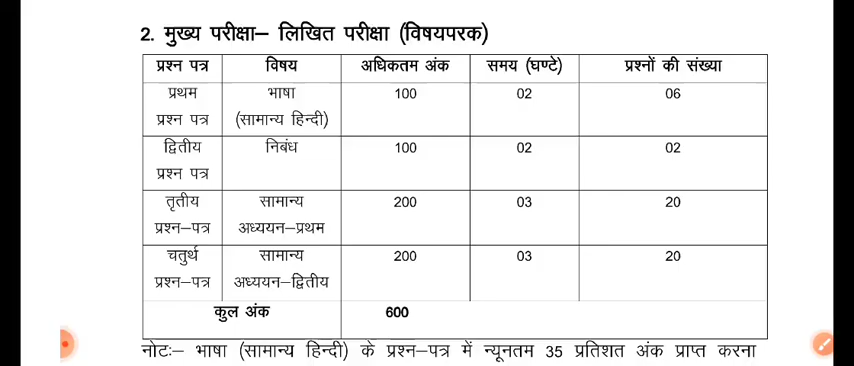 2. मुख्य परीक्षा– लिखित परीक्षा (विषयपरक)
प्रश्न पत्र विषय अधिकतम अंक समय (घण्टे) प्रश्नों की संख्या
प्रथम भाषा 100 02 06
प्रश्न पत्र (सामान्य हिन्दी)
द्वितीय निबंध 100 02 02
प्रश्न पत्र
तृतीय सामान्य 200 03 20
प्रश्न–पत्र अध्ययन–प्रथम
चतुर्थ सामान्य 200 03 20
प्रश्न–पत्र अध्ययन–द्वितीय
कुल अंक 600
नोटः– भाषा (सामान्य हिन्दी) के प्रश्न–पत्र में न्यूनतम 35 प्रतिशत अंक प्राप्त करना